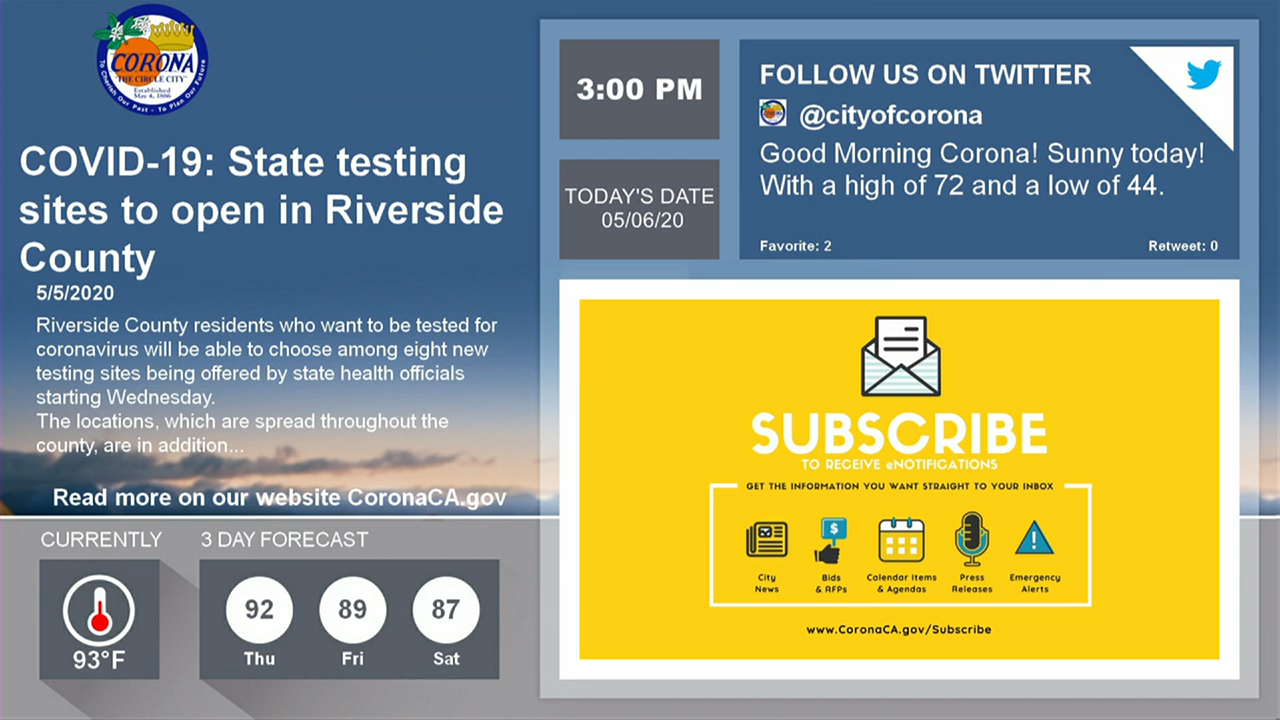 CORONA
"THE CIRCLE CITY"
Established
May 4, 1886
To Cherish Our Past - To Plan Our Future
COVID-19: State testing
sites to open in Riverside
County
5/5/2020
Riverside County residents who want to be tested for
coronavirus will be able to choose among eight new
testing sites being offered by state health officials
starting Wednesday.
The locations, which are spread throughout the
county, are in addition...
Read more on our website CoronaCA.gov
CURRENTLY
93°F
3 DAY FORECAST
92 89 87
Thu Fri Sat
3:00 PM
TODAY'S DATE
05/06/20
FOLLOW US ON TWITTER
@cityofcorona
Good Morning Corona! Sunny today!
With a high of 72 and a low of 44.
Favorite: 2 Retweet: 0
SUBSCRIBE
TO RECEIVE eNOTIFICATIONS
GET THE INFORMATION YOU WANT STRAIGHT TO YOUR INBOX
$
City
News
Bids
& RFPs
Calendar Items
& Agendas
Press
Releases
Emergency
Alerts
www.CoronaCA.gov/Subscribe